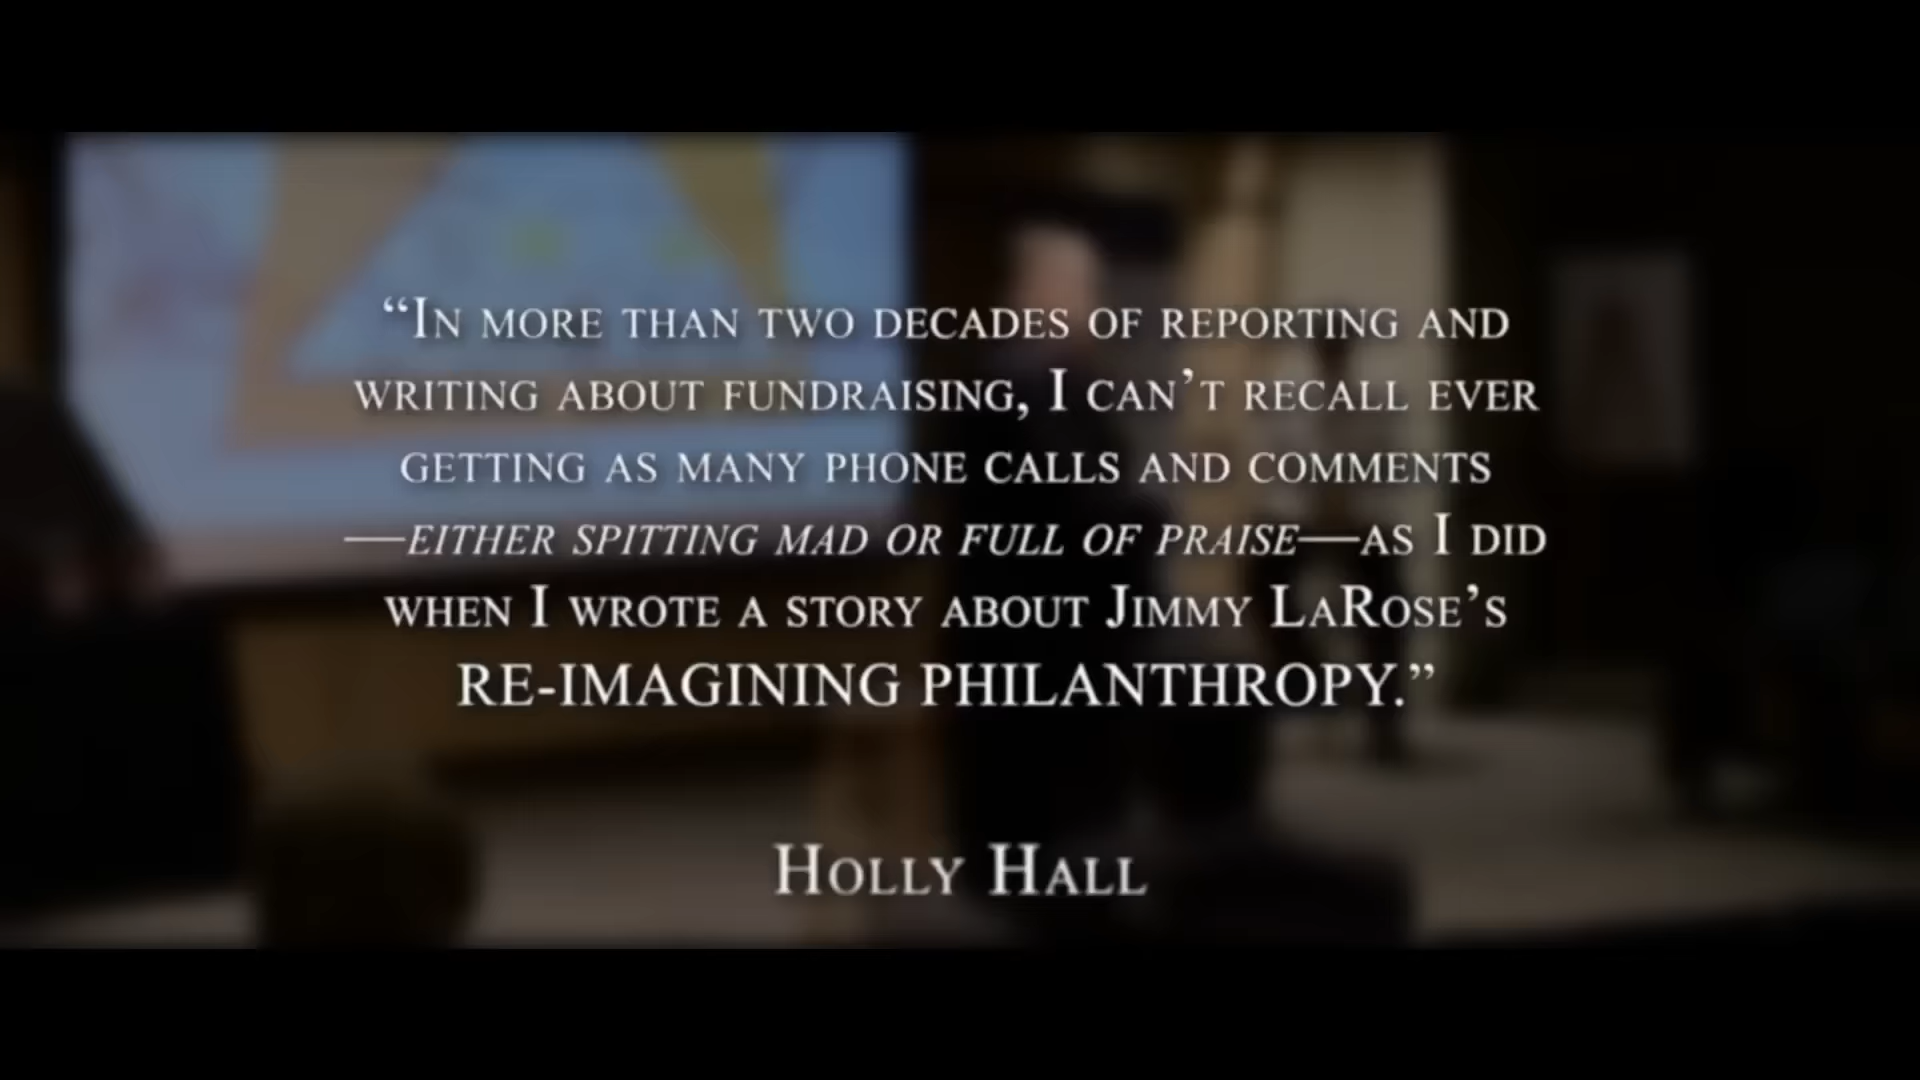 “In more than two decades of reporting and
writing about fundraising, I can’t recall ever
getting as many phone calls and comments
—either spitting mad or full of praise—as I did
when I wrote a story about Jimmy LaRose’s
RE-IMAGINING PHILANTHROPY.”
Holly Hall